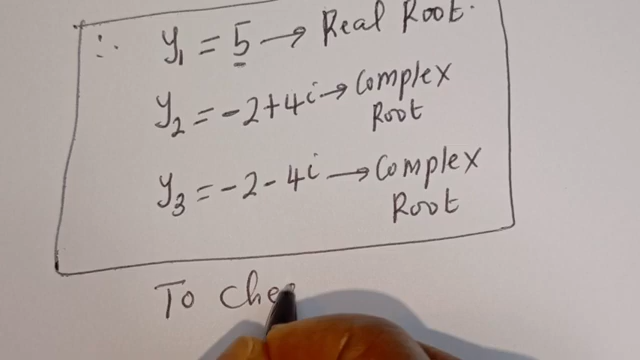 ∴ y₁ = 5 → Real Root.
y₂ = -2+4i → Complex Root
y₃ = -2-4i → Complex Root
To che